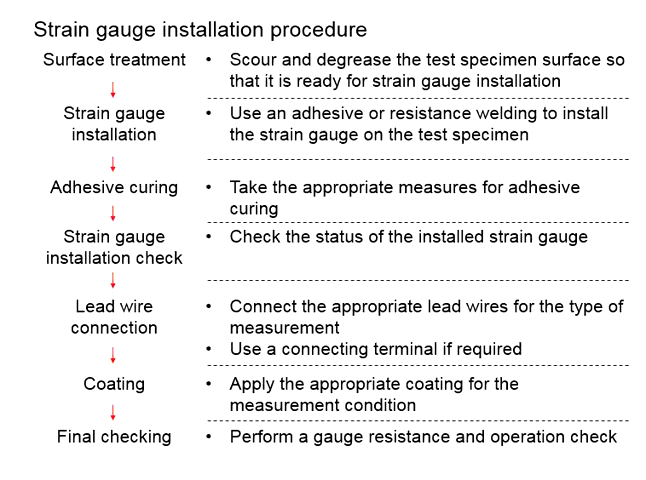 Strain gauge installation procedure
Surface treatment
• Scour and degrease the test specimen surface so
that it is ready for strain gauge installation
Strain gauge
installation
• Use an adhesive or resistance welding to install
the strain gauge on the test specimen
Adhesive curing
• Take the appropriate measures for adhesive
curing
Strain gauge
installation check
• Check the status of the installed strain gauge
Lead wire
connection
• Connect the appropriate lead wires for the type of
measurement
• Use a connecting terminal if required
Coating
• Apply the appropriate coating for the
measurement condition
Final checking
• Perform a gauge resistance and operation check